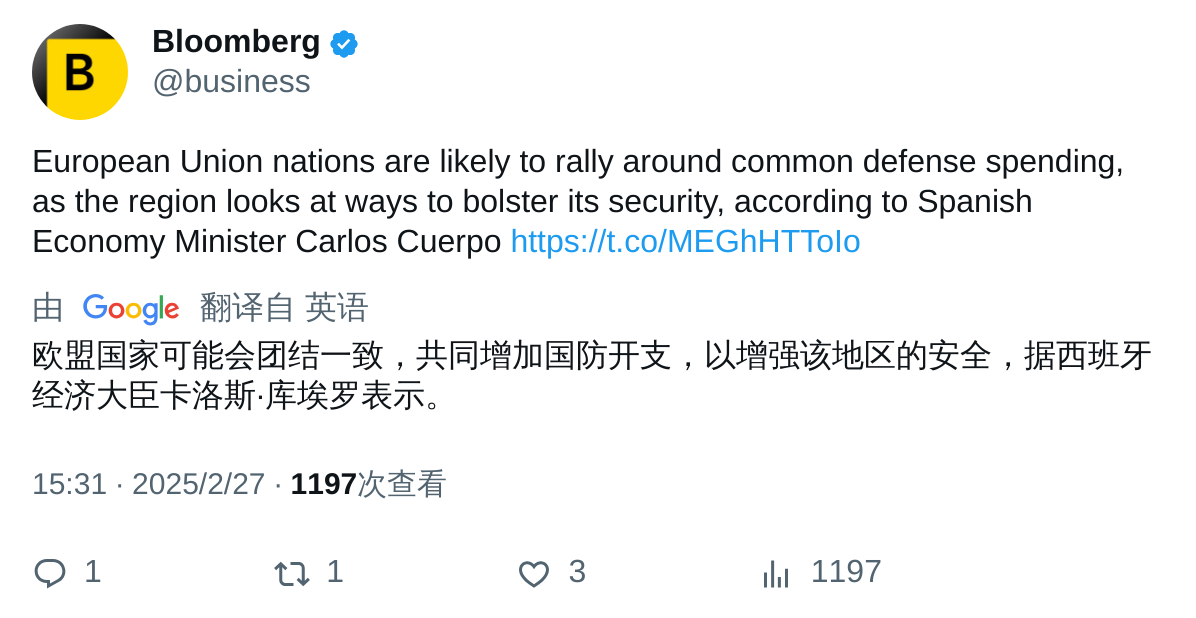 B
Bloomberg
@business
European Union nations are likely to rally around common defense spending,
as the region looks at ways to bolster its security, according to Spanish
Economy Minister Carlos Cuerpo https://t.co/MEGhHTToIo
由 Google 翻译自 英语
欧盟国家可能会团结一致，共同增加国防开支，以增强该地区的安全，据西班牙
经济大臣卡洛斯·库埃罗表示。
15:31 · 2025/2/27 · 1197次查看
1 1 3 1197